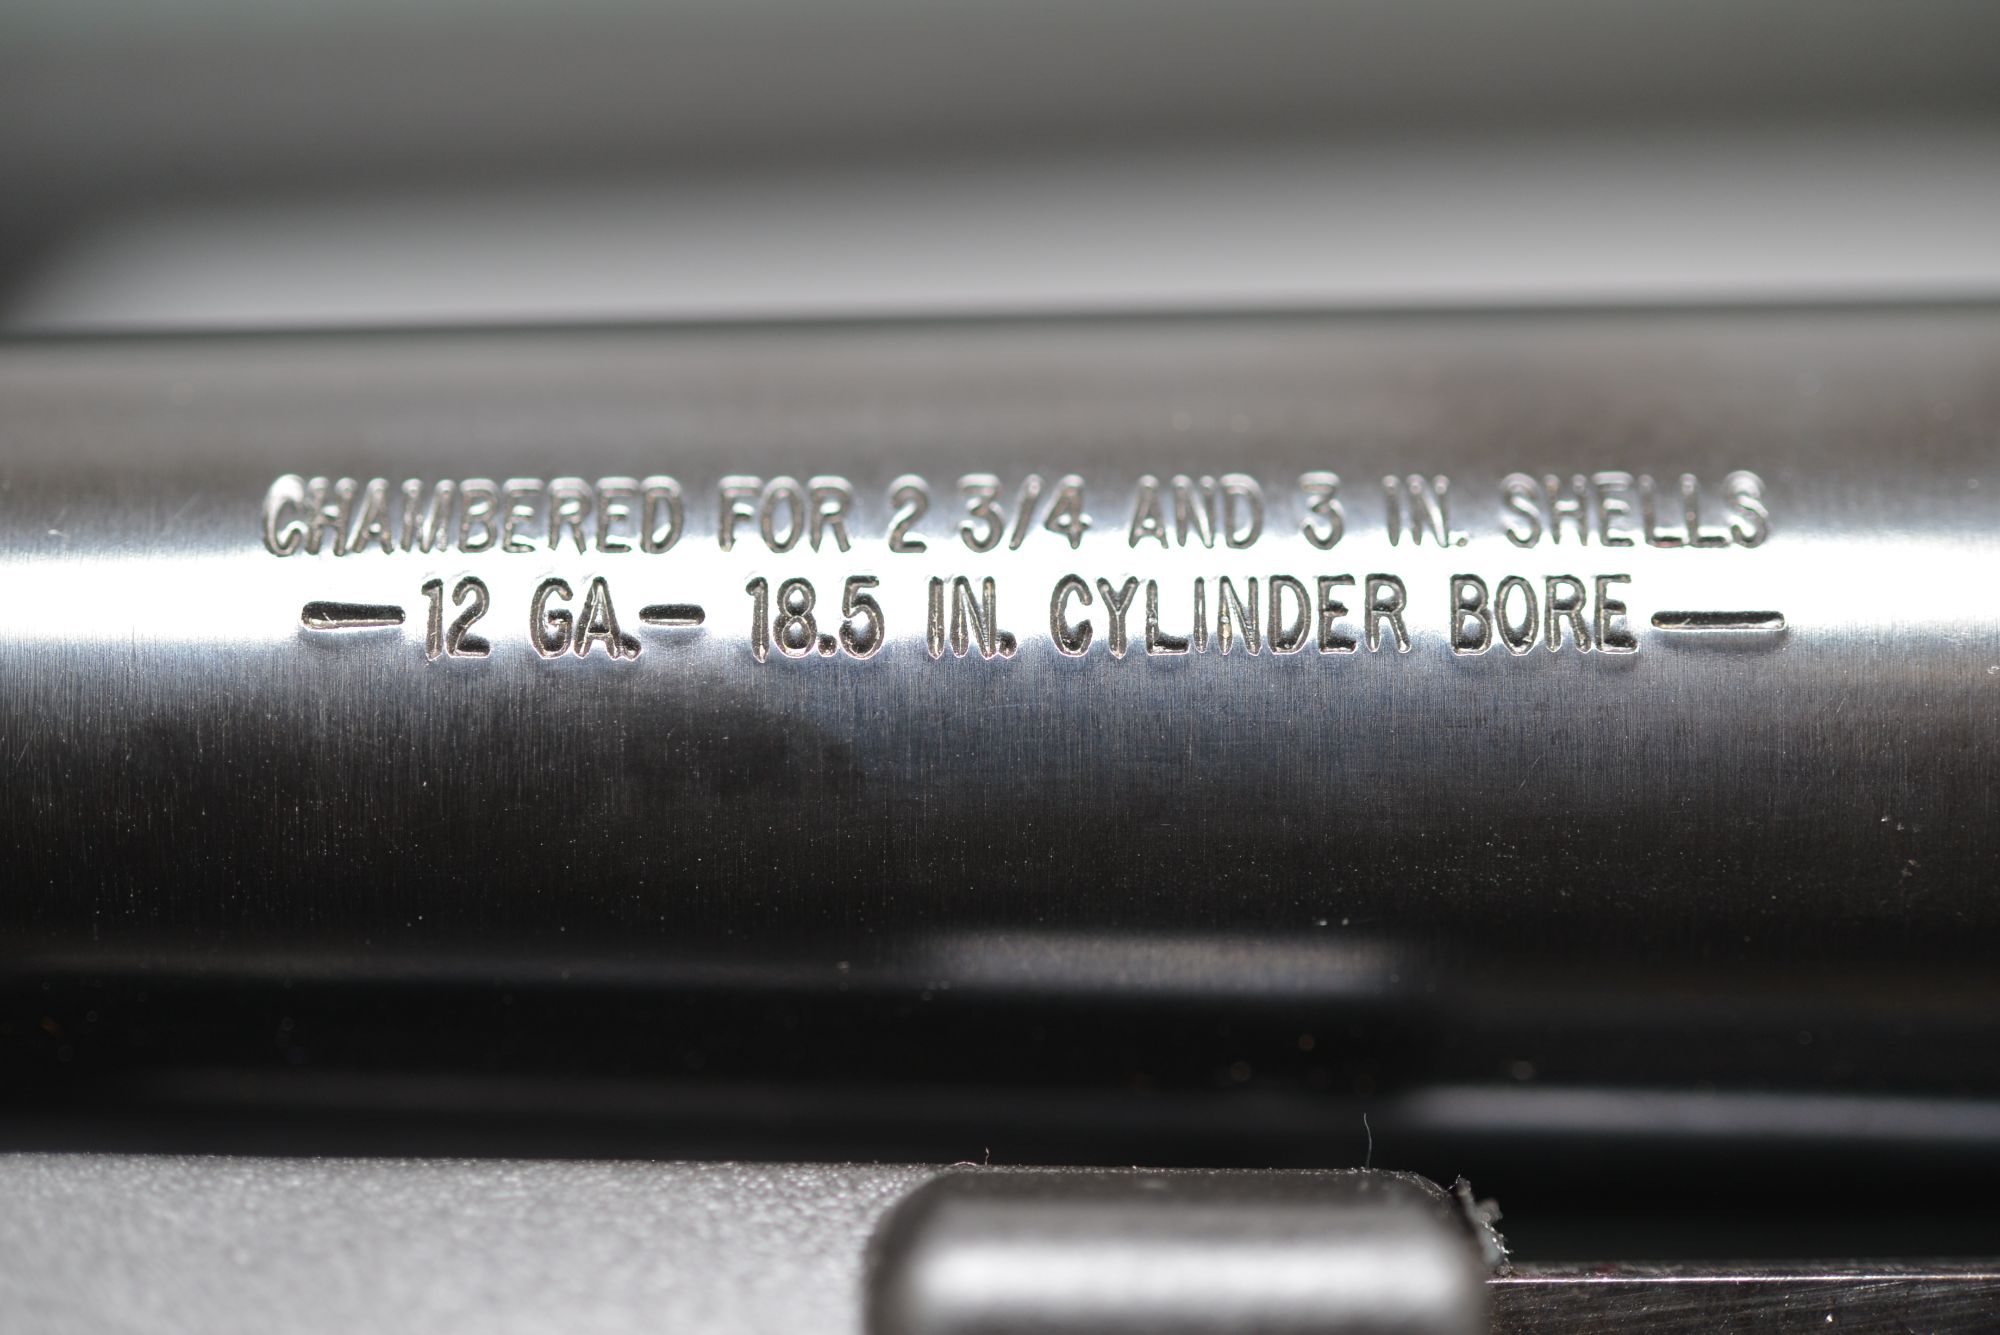 CHAMBERED FOR 2 3/4 AND 3 IN. SHELLS
— 12 GA. — 18.5 IN. CYLINDER BORE —